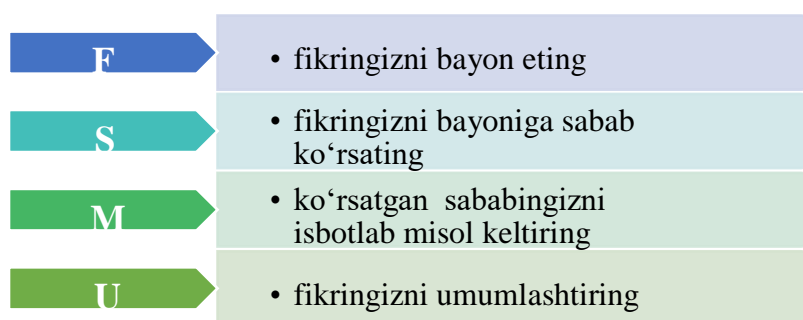 F
• fikringizni bayon eting
S
• fikringizni bayoniga sabab
ko‘rsating
M
• ko‘rsatgan sababingizni
isbotlab misol keltiring
U
• fikringizni umumlashtiring